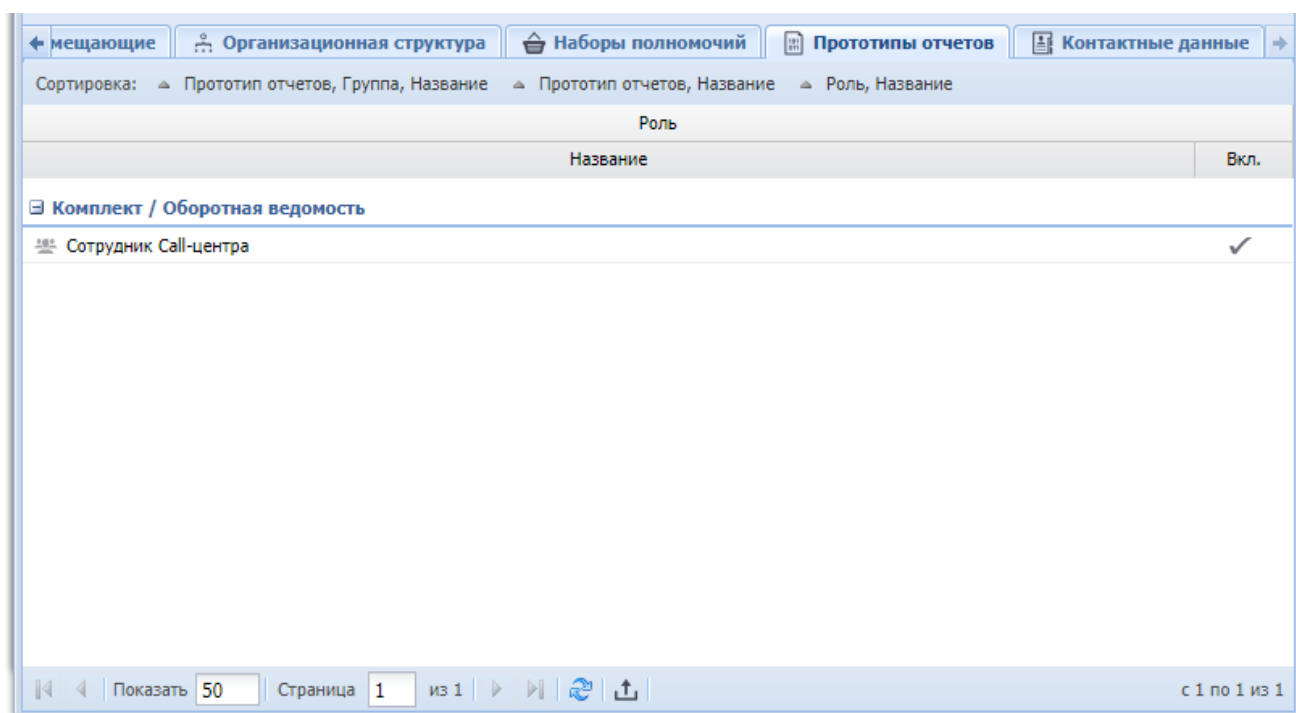 мещающие Организационная структура Наборы полномочий Прототипы отчетов Контактные данные
Сортировка: Прототип отчетов, Группа, Название Прототип отчетов, Название Роль, Название
Роль
Название Вкл.
Комплект / Оборотная ведомость
Сотрудник Call-центра
Показать 50 Страница 1 из 1 с 1 по 1 из 1